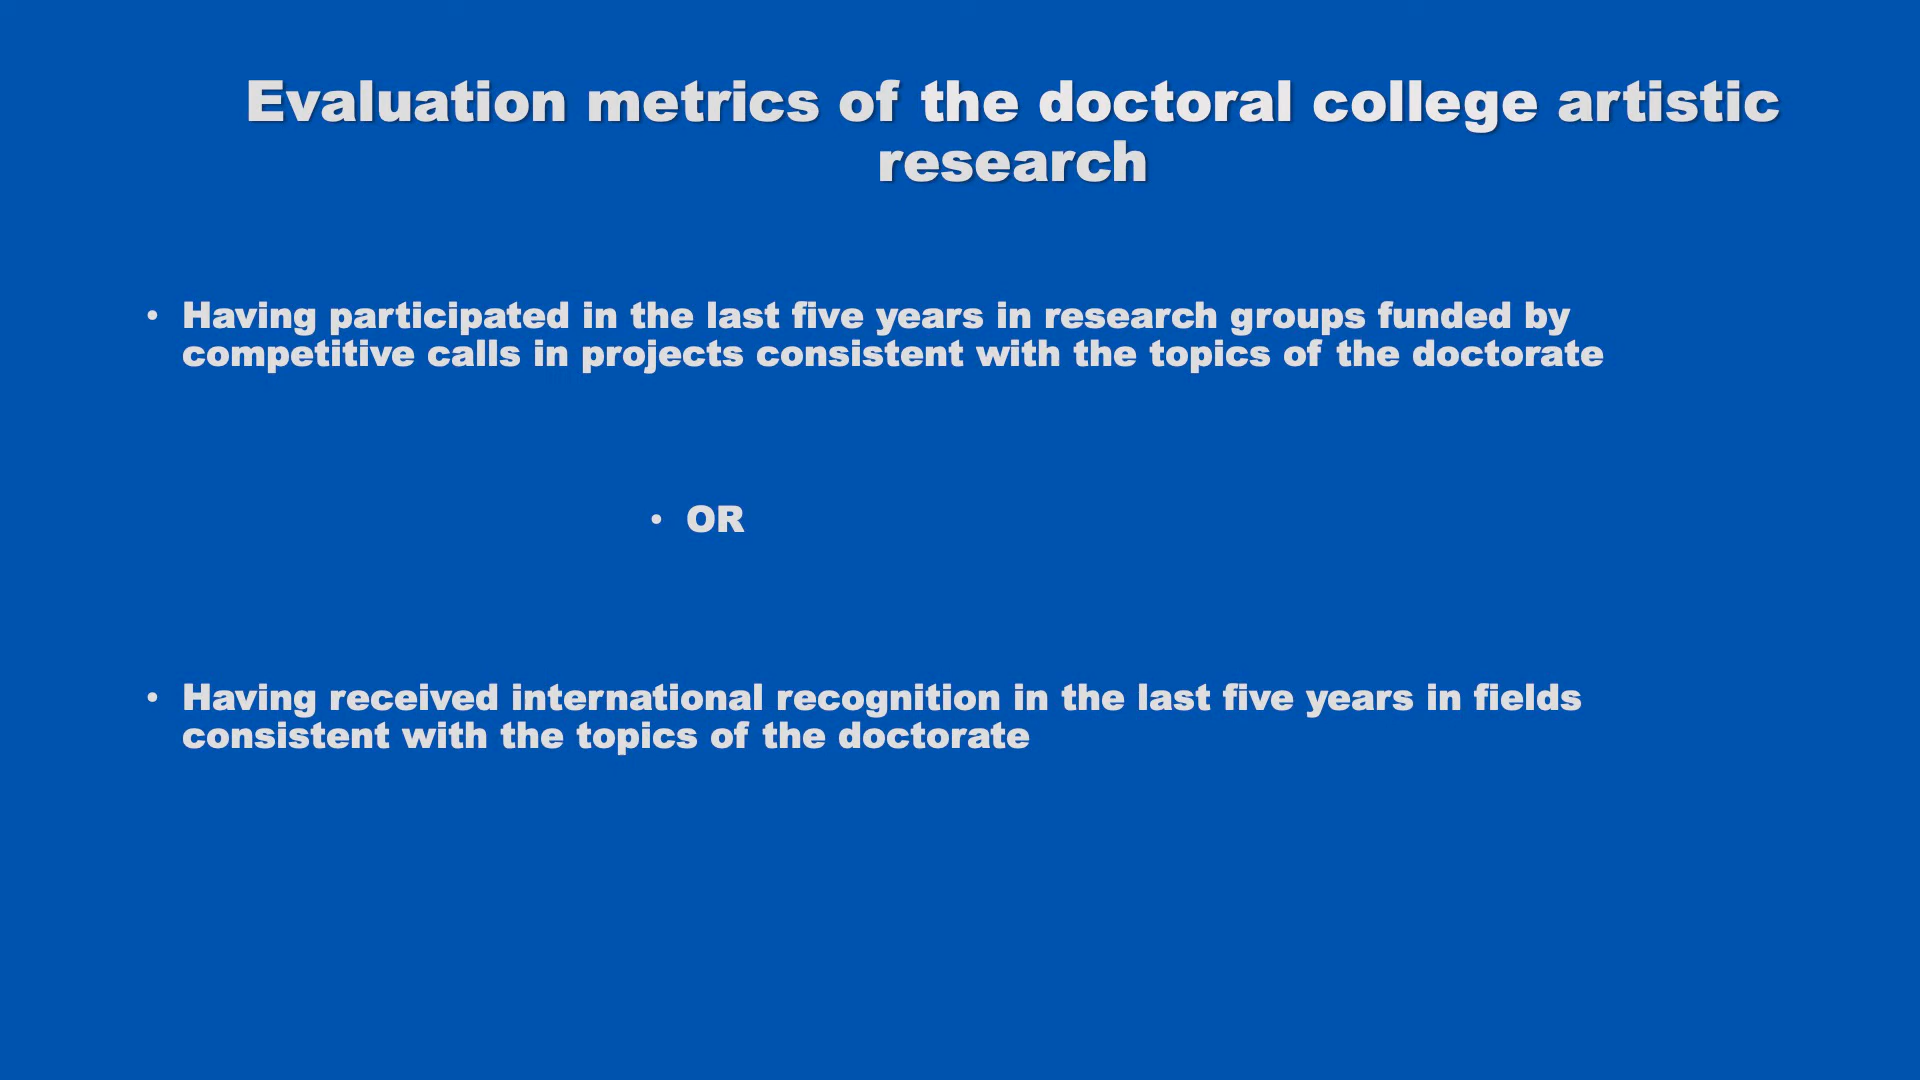 Evaluation metrics of the doctoral college artistic
research
• Having participated in the last five years in research groups funded by
competitive calls in projects consistent with the topics of the doctorate
• OR
• Having received international recognition in the last five years in fields
consistent with the topics of the doctorate